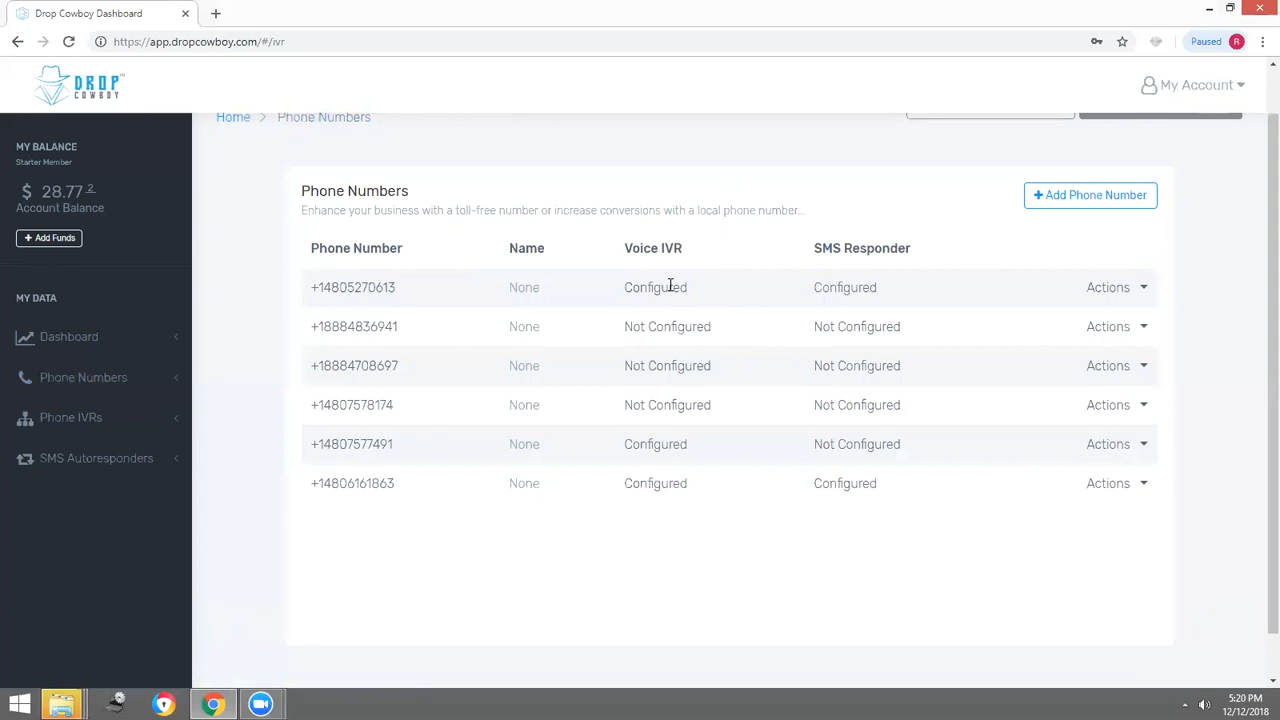 Drop Cowboy Dashboard
https://app.dropcowboy.com/#/ivr
Paused R
DROP COWBOY™
My Account
Home > Phone Numbers
MY BALANCE
Starter Member
$ 28.77 2
Account Balance
+ Add Funds
MY DATA
Dashboard
Phone Numbers
Phone IVRs
SMS Autoresponders
Phone Numbers
Enhance your business with a toll-free number or increase conversions with a local phone number...
+ Add Phone Number
Phone Number Name Voice IVR SMS Responder
+14805270613 None Configured Configured Actions
+18884836941 None Not Configured Not Configured Actions
+18884708697 None Not Configured Not Configured Actions
+14807578174 None Not Configured Not Configured Actions
+14807577491 None Configured Not Configured Actions
+14806161863 None Configured Configured Actions
5:20 PM
12/12/2018